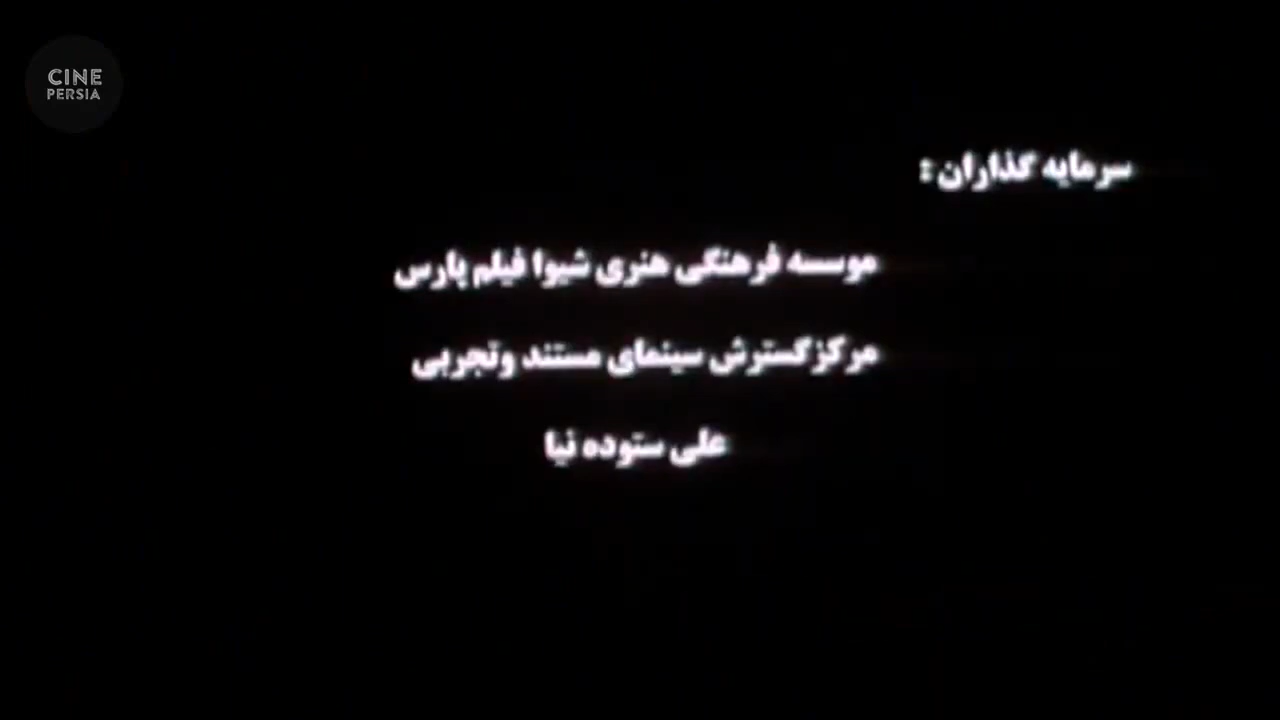 CINE
PERSIA
سرمایه گذاران :
موسسه فرهنگی هنری شیوا فیلم پارس
مرکزگسترش سینمای مستند وتجربی
علی ستوده نیا